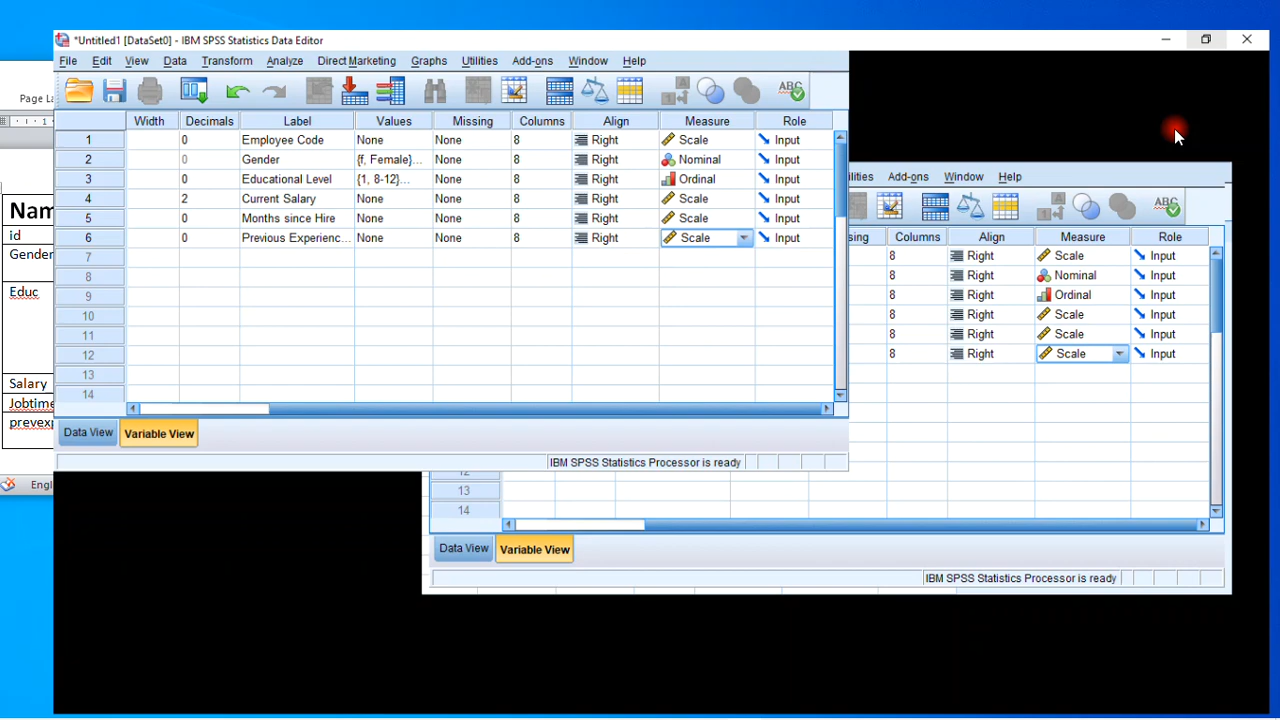 *Untitled1 [DataSet0] - IBM SPSS Statistics Data Editor
File Edit View Data Transform Analyze Direct Marketing Graphs Utilities Add-ons Window Help
Width Decimals Label Values Missing Columns Align Measure Role
1 0 Employee Code None None 8 Right Scale Input
2 0 Gender {f, Female}... None 8 Right Nominal Input
3 0 Educational Level {1, 8-12}... None 8 Right Ordinal Input
4 2 Current Salary None None 8 Right Scale Input
5 0 Months since Hire None None 8 Right Scale Input
6 0 Previous Experienc... None None 8 Right Scale Input
7
8
9
10
11
12
13
14
Data View Variable View
IBM SPSS Statistics Processor is ready
Page La
Nam
id
Gender
Educ
Salary
Jobtime
prevexp
Engl
ilities Add-ons Window Help
sing Columns Align Measure Role
8 Right Scale Input
8 Right Nominal Input
8 Right Ordinal Input
8 Right Scale Input
8 Right Scale Input
8 Right Scale Input
12
13
14
Data View Variable View
IBM SPSS Statistics Processor is ready